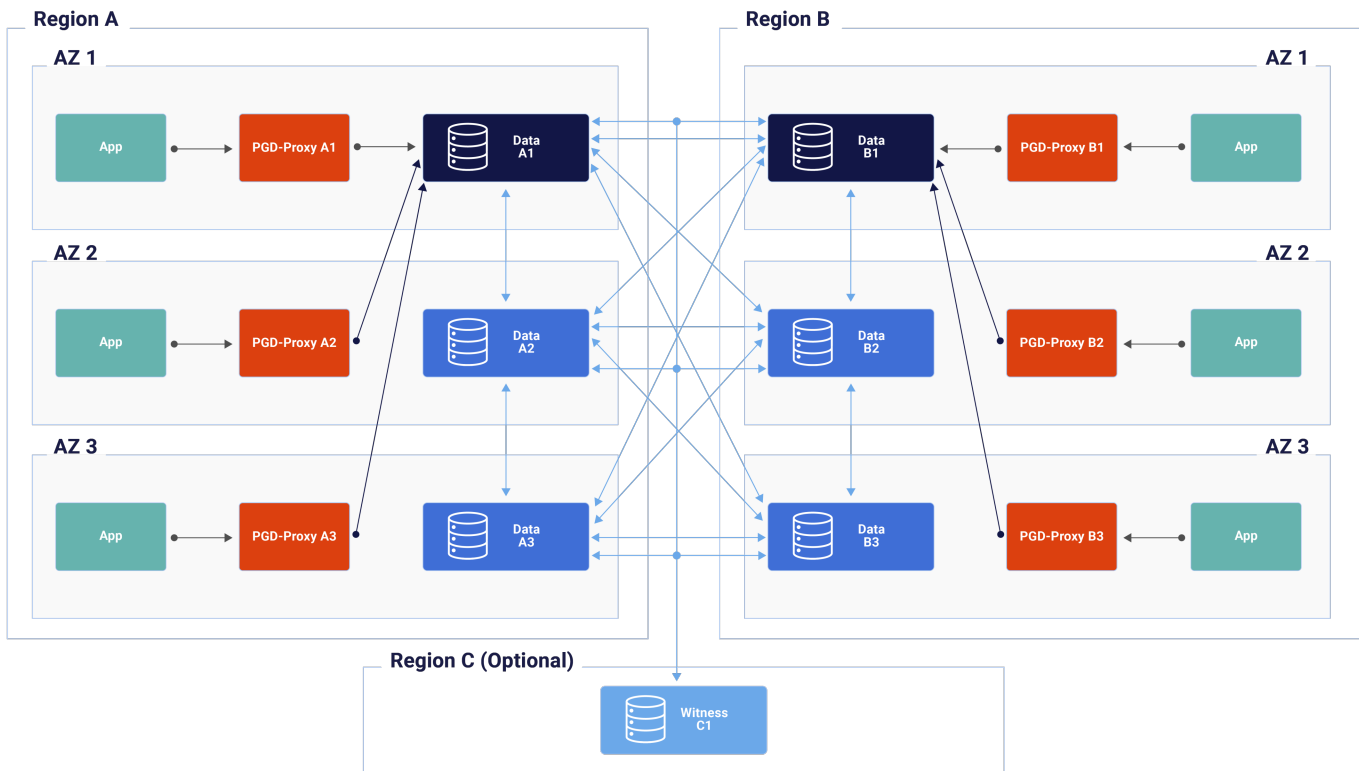 Region A
Region B
AZ 1
AZ 1
App
PGD-Proxy A1
Data
A1
Data
B1
PGD-Proxy B1
App
AZ 2
AZ 2
App
PGD-Proxy A2
Data
A2
Data
B2
PGD-Proxy B2
App
AZ 3
AZ 3
App
PGD-Proxy A3
Data
A3
Data
B3
PGD-Proxy B3
App
Region C (Optional)
Witness
C1